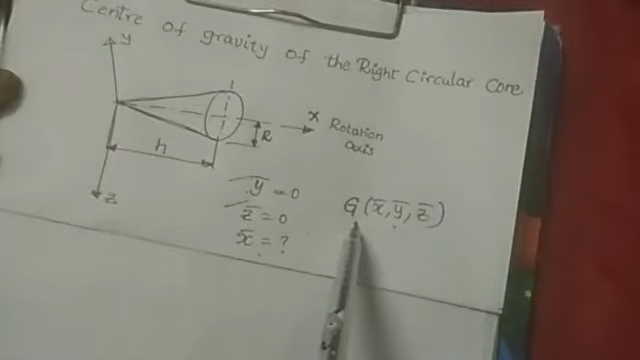 Centre of gravity of the Right Circular Cone
y
x Rotation
axis
R
h
z
y̅ = 0
z̅ = 0
x̅ = ?
G (x̅, y̅, z̅)